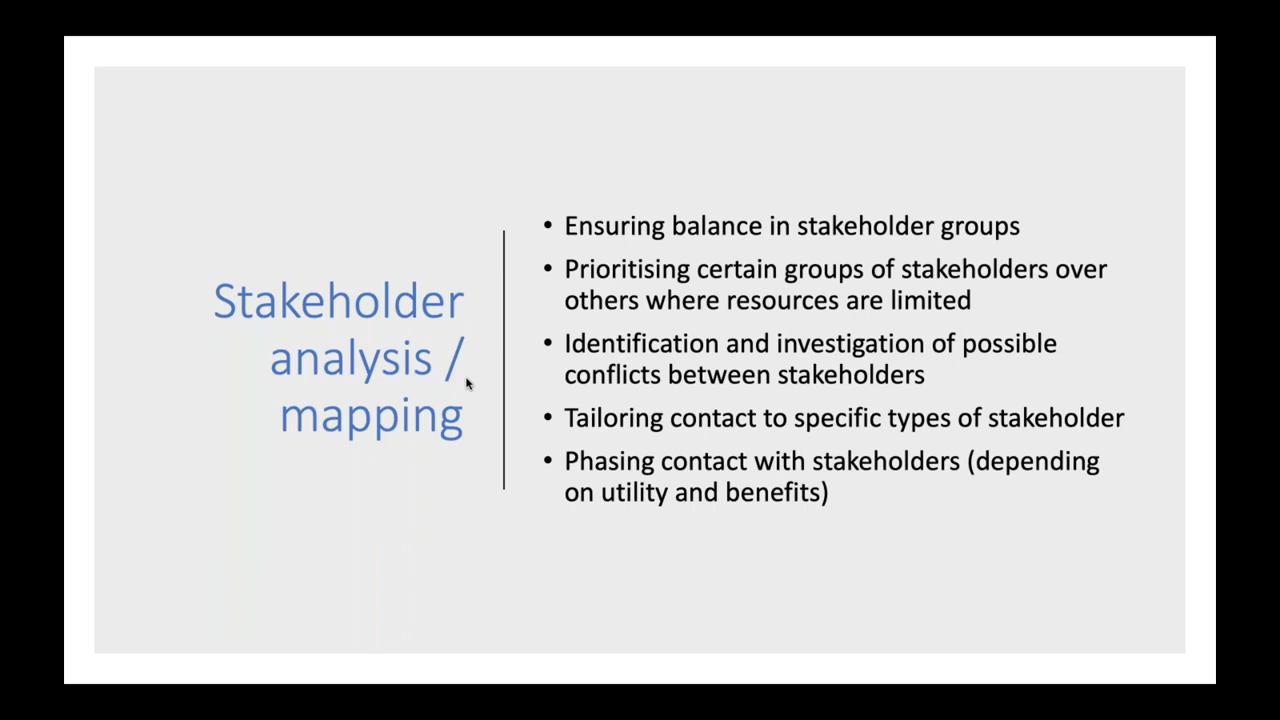 Stakeholder
analysis /
mapping
• Ensuring balance in stakeholder groups
• Prioritising certain groups of stakeholders over
others where resources are limited
• Identification and investigation of possible
conflicts between stakeholders
• Tailoring contact to specific types of stakeholder
• Phasing contact with stakeholders (depending
on utility and benefits)